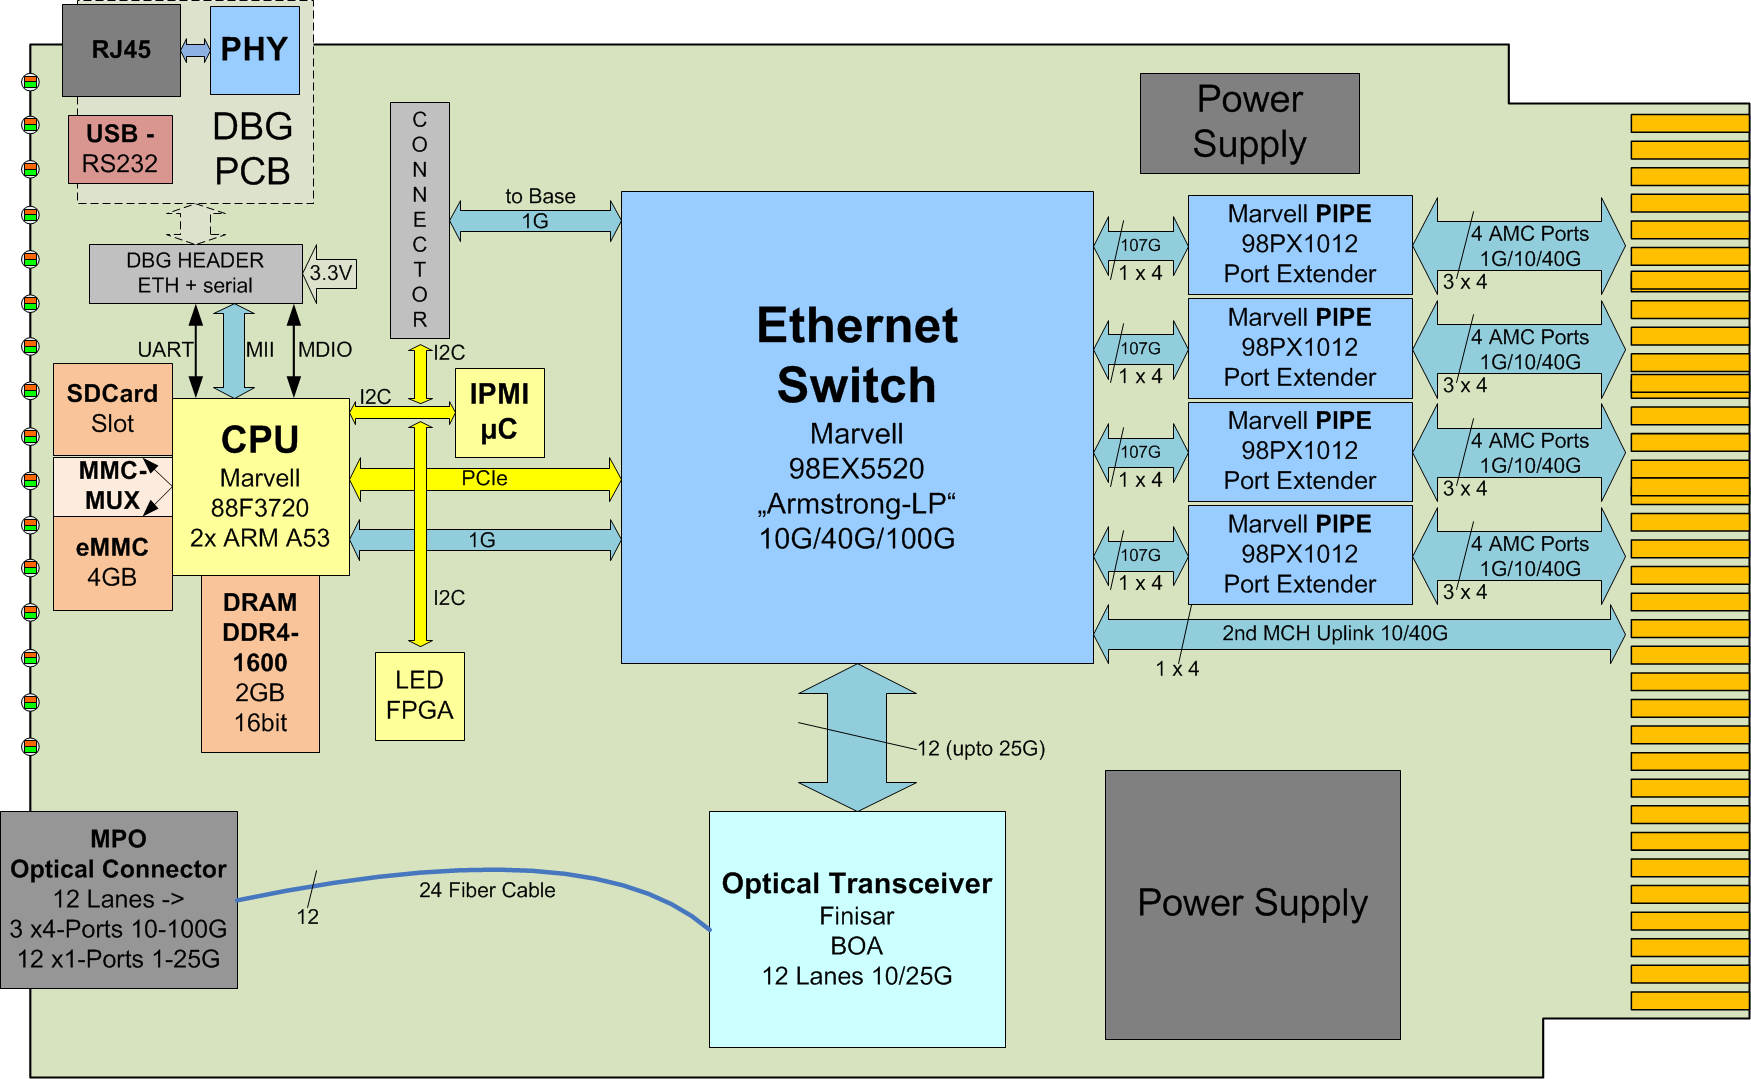 RJ45
PHY
DBG
PCB
USB -
RS232
DBG HEADER
ETH + serial
3.3V
UART
MII
MDIO
SDCard
Slot
MMC-
MUX
eMMC
4GB
CPU
Marvell
88F3720
2x ARM A53
DRAM
DDR4-
1600
2GB
16bit
C
O
N
N
E
C
T
O
R
to Base
1G
I2C
I2C
IPMI
µC
PCIe
1G
I2C
LED
FPGA
Ethernet
Switch
Marvell
98EX5520
„Armstrong-LP“
10G/40G/100G
Power
Supply
107G
1 x 4
Marvell PIPE
98PX1012
Port Extender
4 AMC Ports
1G/10/40G
3 x 4
107G
1 x 4
Marvell PIPE
98PX1012
Port Extender
4 AMC Ports
1G/10/40G
3 x 4
107G
1 x 4
Marvell PIPE
98PX1012
Port Extender
4 AMC Ports
1G/10/40G
3 x 4
107G
1 x 4
Marvell PIPE
98PX1012
Port Extender
4 AMC Ports
1G/10/40G
3 x 4
2nd MCH Uplink 10/40G
1 x 4
12 (upto 25G)
MPO
Optical Connector
12 Lanes ->
3 x4-Ports 10-100G
12 x1-Ports 1-25G
12
24 Fiber Cable
Optical Transceiver
Finisar
BOA
12 Lanes 10/25G
Power Supply